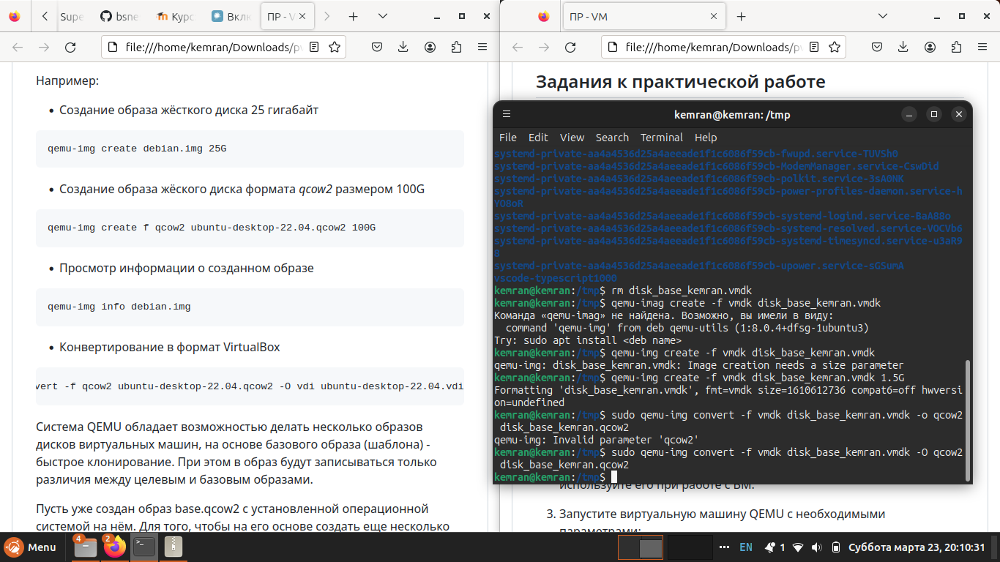 Supe
bsne
Курс
Вклк
ПР - V
ПР - VM
file:///home/kemran/Downloads/pv
file:///home/kemran/Downloads/p
Например:
Создание образа жёсткого диска 25 гигабайт
qemu-img create debian.img 25G
Создание образа жёского диска формата qcow2 размером 100G
qemu-img create f qcow2 ubuntu-desktop-22.04.qcow2 100G
Просмотр информации о созданном образе
qemu-img info debian.img
Конвертирование в формат VirtualBox
vert -f qcow2 ubuntu-desktop-22.04.qcow2 -O vdi ubuntu-desktop-22.04.vdi
Система QEMU обладает возможностью делать несколько образов
дисков виртуальных машин, на основе базового образа (шаблона) -
быстрое клонирование. При этом в образ будут записываться только
различия между целевым и базовым образами.
Пусть уже создан образ base.qcow2 с установленной операционной
системой на нём. Для того, чтобы на его основе создать еще несколько
Задания к практической работе
kemran@kemran: /tmp
File Edit View Search Terminal Help
systemd-private-aa4a4536d25a4aeeade1f1c6086f59cb-fwupd.service-TUVSh0
systemd-private-aa4a4536d25a4aeeade1f1c6086f59cb-ModemManager.service-CswDid
systemd-private-aa4a4536d25a4aeeade1f1c6086f59cb-polkit.service-3sA0NK
systemd-private-aa4a4536d25a4aeeade1f1c6086f59cb-power-profiles-daemon.service-h
YO8oR
systemd-private-aa4a4536d25a4aeeade1f1c6086f59cb-systemd-logind.service-BaA88o
systemd-private-aa4a4536d25a4aeeade1f1c6086f59cb-systemd-resolved.service-VOCVb6
systemd-private-aa4a4536d25a4aeeade1f1c6086f59cb-systemd-timesyncd.service-u3aR9
8
systemd-private-aa4a4536d25a4aeeade1f1c6086f59cb-upower.service-sGSumA
vscode-typescript1000
kemran@kemran:/tmp$ rm disk_base_kemran.vmdk
kemran@kemran:/tmp$ qemu-imag create -f vmdk disk_base_kemran.vmdk
Команда «qemu-imag» не найдена. Возможно, вы имели в виду:
command 'qemu-img' from deb qemu-utils (1:8.0.4+dfsg-1ubuntu3)
Try: sudo apt install <deb name>
kemran@kemran:/tmp$ qemu-img create -f vmdk disk_base_kemran.vmdk
qemu-img: disk_base_kemran.vmdk: Image creation needs a size parameter
kemran@kemran:/tmp$ qemu-img create -f vmdk disk_base_kemran.vmdk 1.5G
Formatting 'disk_base_kemran.vmdk', fmt=vmdk size=1610612736 compat6=off hwversi
on=undefined
kemran@kemran:/tmp$ sudo qemu-img convert -f vmdk disk_base_kemran.vmdk -o qcow2
disk_base_kemran.qcow2
qemu-img: Invalid parameter 'qcow2'
kemran@kemran:/tmp$ sudo qemu-img convert -f vmdk disk_base_kemran.vmdk -O qcow2
disk_base_kemran.qcow2
kemran@kemran:/tmp$
используйте его при работе с ВМ.
3. Запустите виртуальную машину QEMU с необходимыми
параметрами:
Menu
4
2
EN
1
Суббота марта 23, 20:10:31